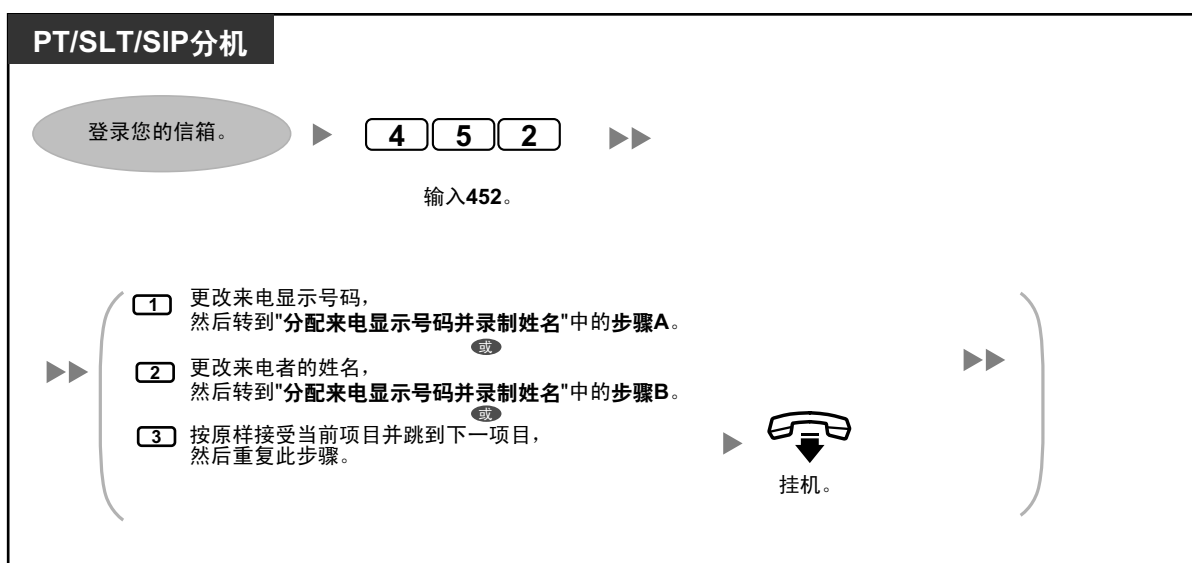 PT/SLT/SIP分机
登录您的信箱。
4 5 2
输入452。
1 更改来电显示号码，
然后转到"分配来电显示号码并录制姓名"中的步骤A。
或
2 更改来电者的姓名，
然后转到"分配来电显示号码并录制姓名"中的步骤B。
或
3 按原样接受当前项目并跳到下一项目，
然后重复此步骤。
挂机。